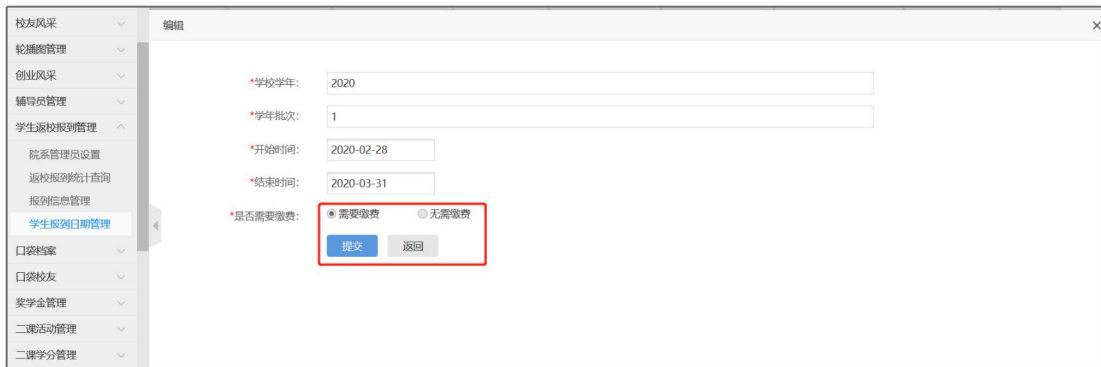 校友风采
轮播图管理
创业风采
辅导员管理
学生返校报到管理
院系管理员设置
返校报到统计查询
报到信息管理
学生报到日期管理
口袋档案
口袋校友
奖学金管理
二课活动管理
二课学分管理
编辑
*学校学年: 2020
*学年批次: 1
*开始时间: 2020-02-28
*结束时间: 2020-03-31
*是否需要缴费: 需要缴费 无需缴费
提交 返回